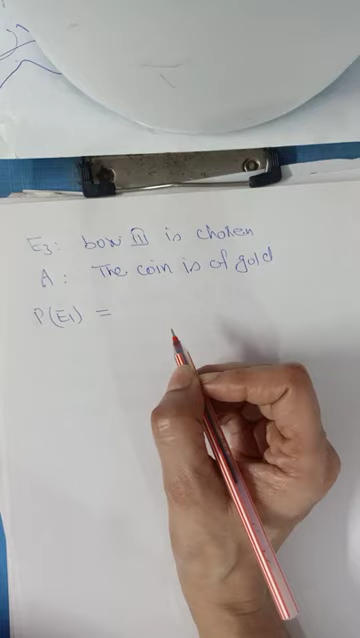 E3: box III is chosen
A: The coin is of gold
P(E1) =